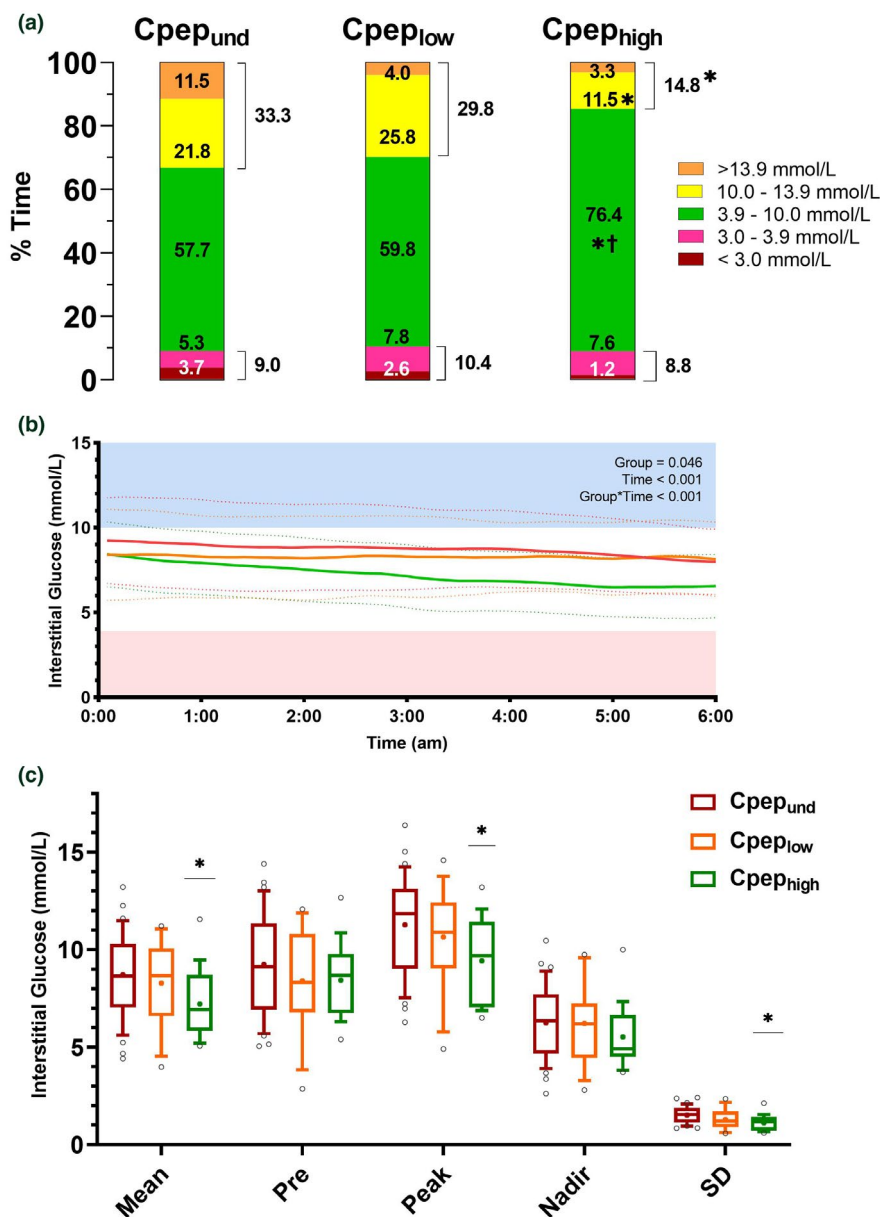 (a)
Cpepund Cpeplow Cpephigh
100
80
60
40
20
0
% Time
11.5
21.8
33.3
57.7
5.3
3.7
9.0
4.0
25.8
29.8
59.8
7.8
2.6
10.4
3.3
11.5*
14.8*
76.4
*†
7.6
1.2
8.8
>13.9 mmol/L
10.0 - 13.9 mmol/L
3.9 - 10.0 mmol/L
3.0 - 3.9 mmol/L
< 3.0 mmol/L
(b)
Interstitial Glucose (mmol/L)
15
10
5
0
Group = 0.046
Time < 0.001
Group*Time < 0.001
0:00 1:00 2:00 3:00 4:00 5:00 6:00
Time (am)
(c)
Interstitial Glucose (mmol/L)
15
10
5
0
*
*
*
Cpepund
Cpeplow
Cpephigh
Mean Pre Peak Nadir SD